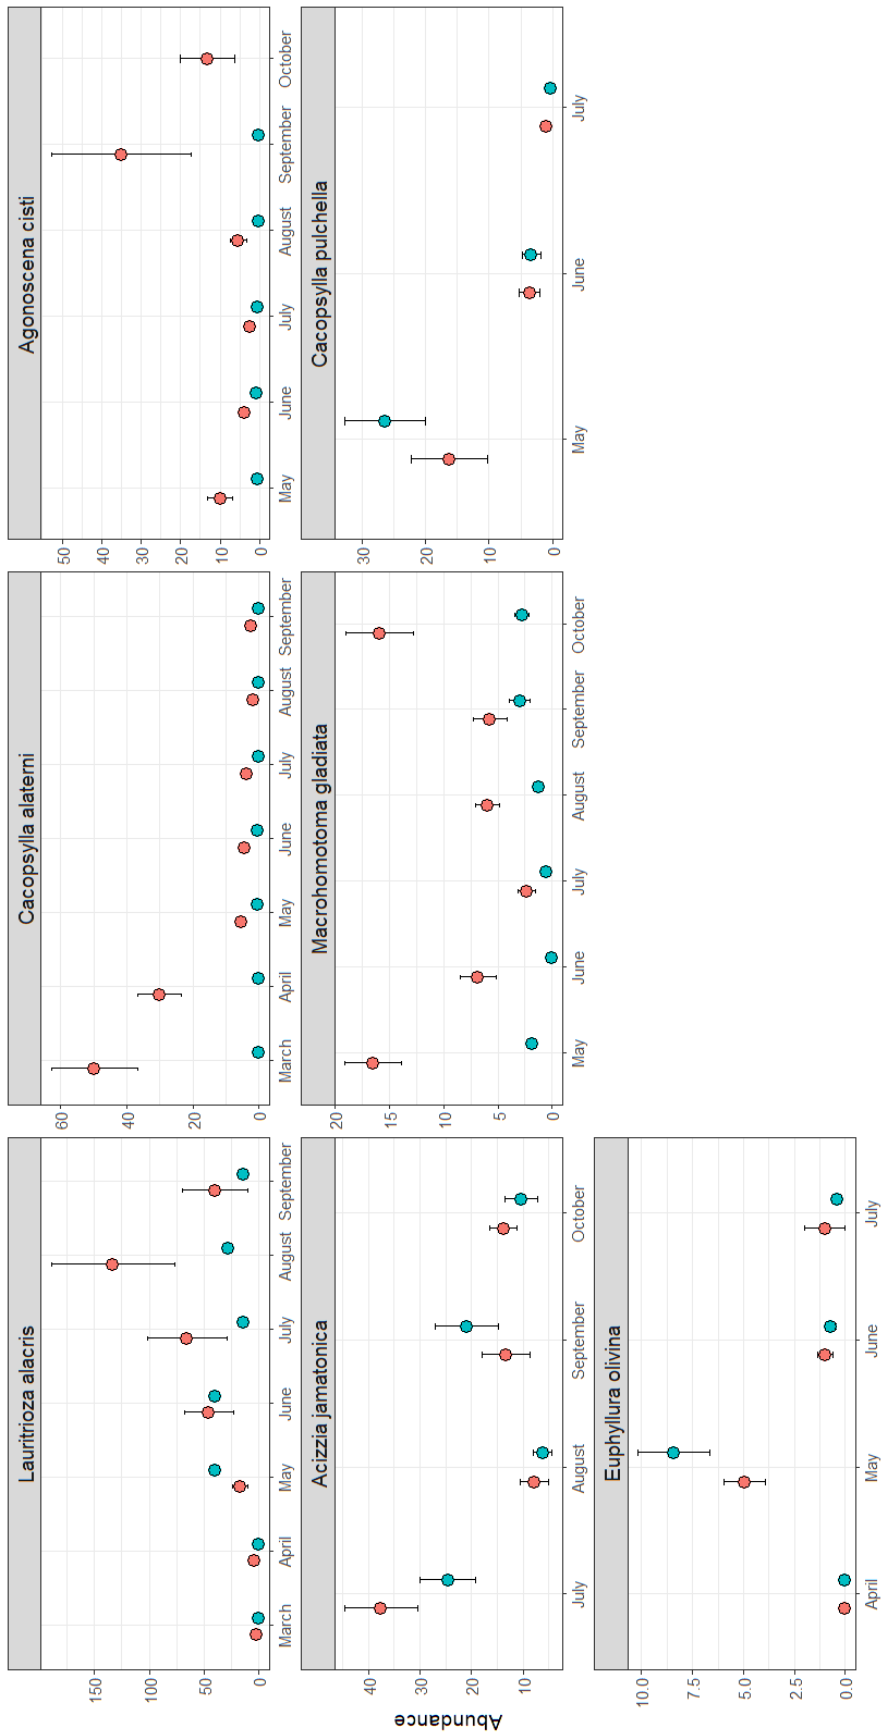 Lauritrioza alacris
150
100
50
0
March April May June July August September
Cacopsylla alaterni
60
40
20
0
March April May June July August September
Agonoscena cisti
50
40
30
20
10
0
May June July August September October
Abundance
Acizzia jamatonica
40
30
20
10
July August September October
Macrohomotoma gladiata
20
15
10
5
0
May June July August September October
Cacopsylla pulchella
30
20
10
0
May June July
Euphyllura olivina
10.0
7.5
5.0
2.5
0.0
April May June July